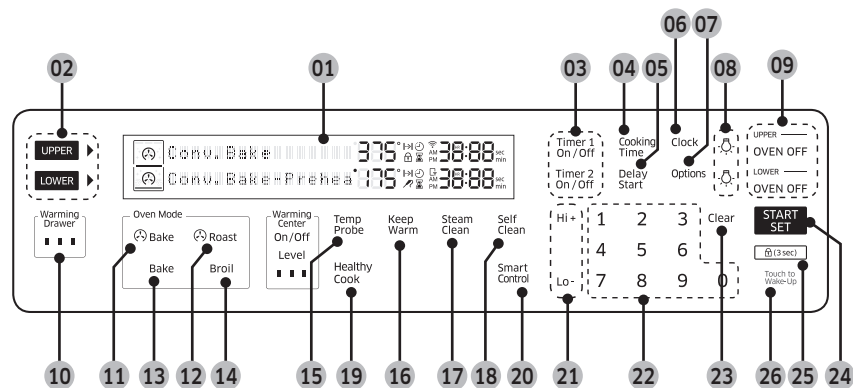 06 07
02 01 03 04 05 08 09
UPPER
LOWER
Conv. Bake 375° 38:88 sec min
AM PM
Conv. Bake-Prehea 175° 38:88 sec min
AM PM
Timer 1 On / Off
Timer 2 On / Off
Cooking Time
Delay Start
Clock
Options
UPPER
OVEN OFF
LOWER
OVEN OFF
Warming Drawer
Oven Mode
Bake
Roast
Bake
Broil
Warming Center
On/Off
Level
Temp Probe
Keep Warm
Steam Clean
Self Clean
Healthy Cook
Smart Control
Hi +
Lo -
1 2 3
4 5 6
7 8 9 0
Clear
START SET
(3 sec)
Touch to Wake-Up
10 11 13 12 14 15 19 16 17 18 20 21 22 23 26 25 24